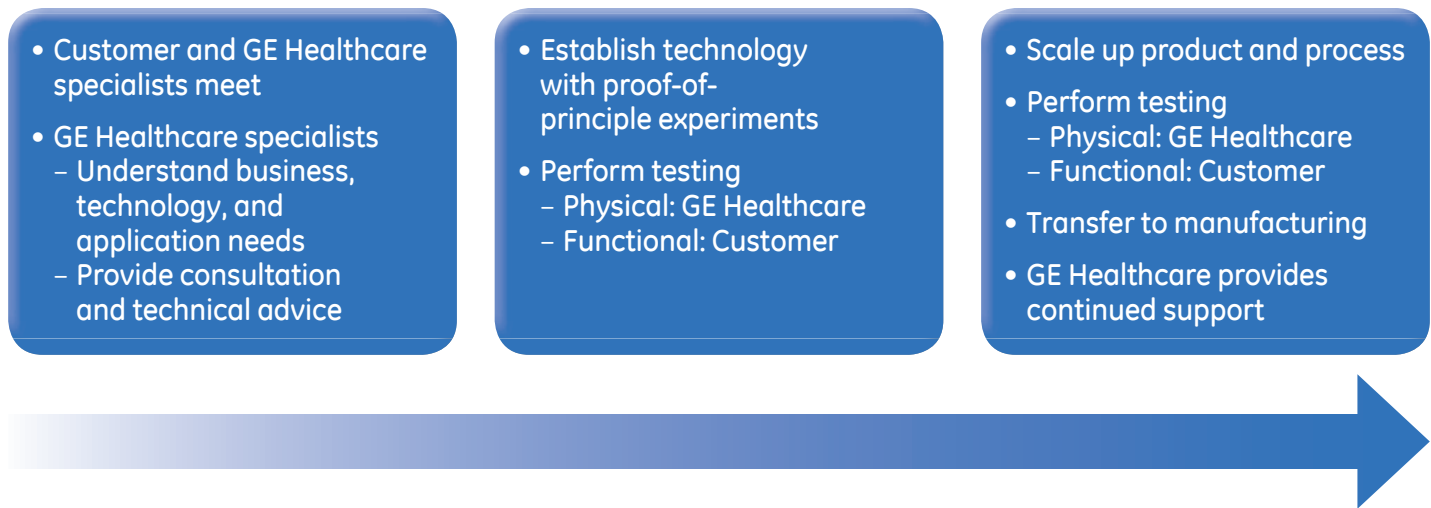 • Customer and GE Healthcare
specialists meet
• GE Healthcare specialists
– Understand business,
technology, and
application needs
– Provide consultation
and technical advice
• Establish technology
with proof-of-
principle experiments
• Perform testing
– Physical: GE Healthcare
– Functional: Customer
• Scale up product and process
• Perform testing
– Physical: GE Healthcare
– Functional: Customer
• Transfer to manufacturing
• GE Healthcare provides
continued support